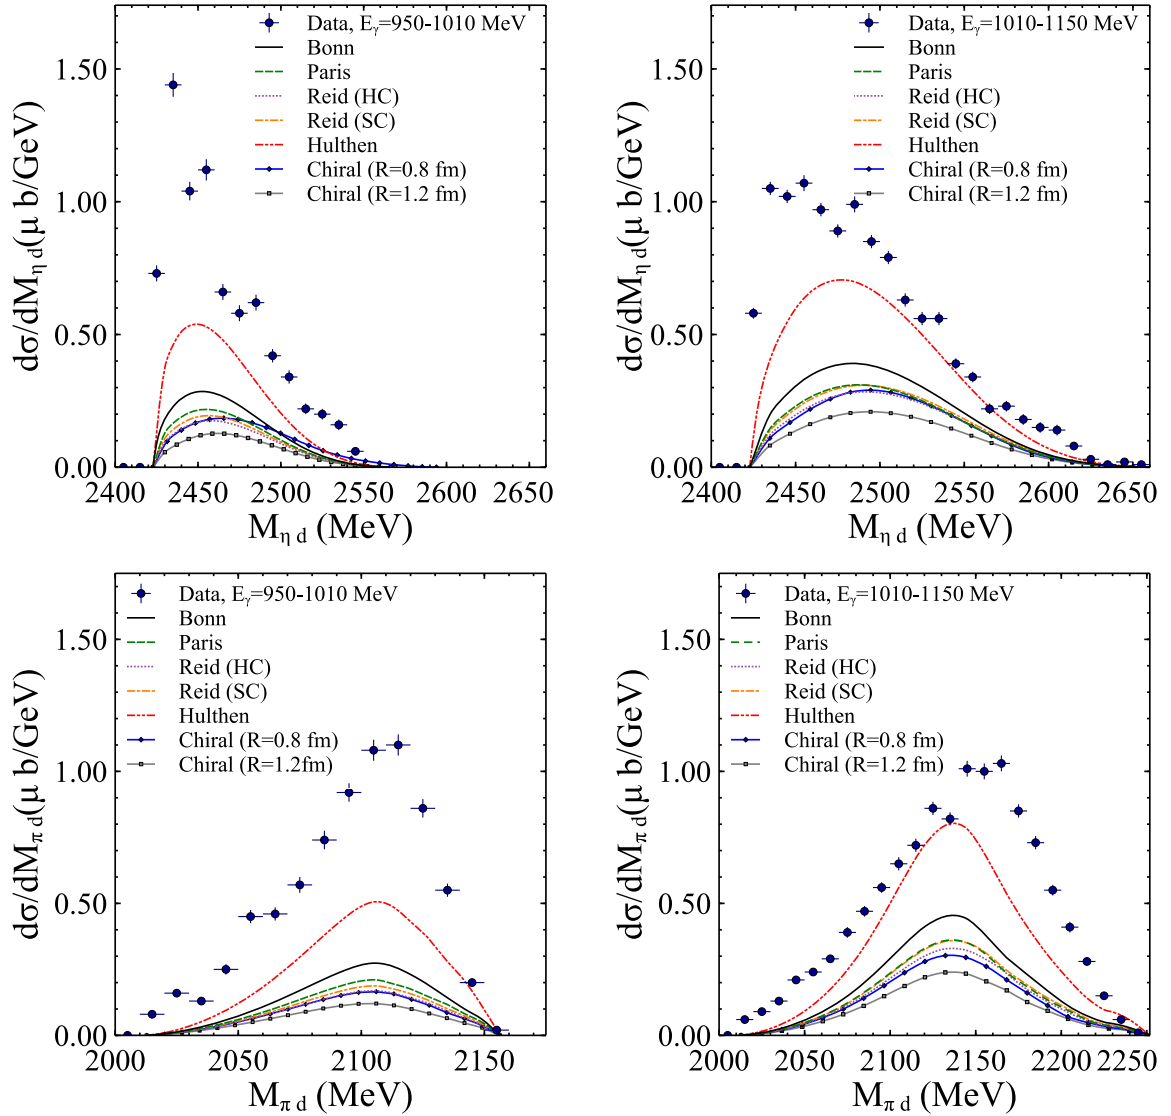 Data, Eγ=950-1010 MeV
Bonn
Paris
Reid (HC)
Reid (SC)
Hulthen
Chiral (R=0.8 fm)
Chiral (R=1.2 fm)
1.50
1.00
0.50
0.00
2400 2450 2500 2550 2600 2650
dσ/dMη d(μ b/GeV)
Mη d (MeV)
Data, Eγ=1010-1150 MeV
Bonn
Paris
Reid (HC)
Reid (SC)
Hulthen
Chiral (R=0.8 fm)
Chiral (R=1.2 fm)
1.50
1.00
0.50
0.00
2400 2450 2500 2550 2600 2650
dσ/dMη d(μ b/GeV)
Mη d (MeV)
Data, Eγ=950-1010 MeV
Bonn
Paris
Reid (HC)
Reid (SC)
Hulthen
Chiral (R=0.8 fm)
Chiral (R=1.2fm)
1.50
1.00
0.50
0.00
2000 2050 2100 2150
dσ/dMπ d(μ b/GeV)
Mπ d (MeV)
Data, Eγ=1010-1150 MeV
Bonn
Paris
Reid (HC)
Reid (SC)
Hulthen
Chiral (R=0.8 fm)
Chiral (R=1.2 fm)
1.50
1.00
0.50
0.00
2000 2050 2100 2150 2200 2250
dσ/dMπ d(μ b/GeV)
Mπ d (MeV)